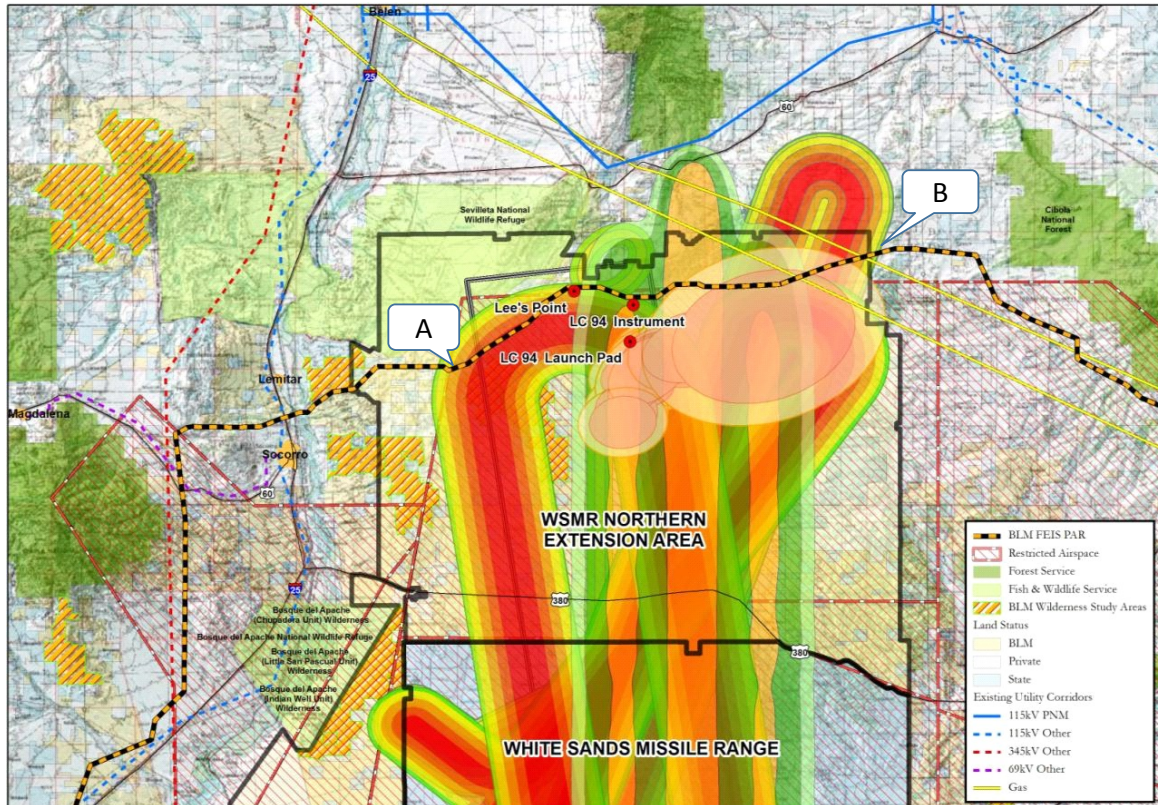 Belen
25
60
B
Sevilleta National
Wildlife Refuge
Cibola
National
Forest
A
Lee's Point
LC 94 Instrument
LC 94 Launch Pad
Lemitar
Magdalena
Socorro
60
WSMR NORTHERN
EXTENSION AREA
25
380
Bosque del Apache
(Chupadera Unit) Wilderness
Bosque del Apache National Wildlife Refuge
Bosque del Apache
(Little San Pascual Unit)
Wilderness
Bosque del Apache
(Indian Well Unit)
Wilderness
380
WHITE SANDS MISSILE RANGE
BLM FEIS PAR
Restricted Airspace
Forest Service
Fish & Wildlife Service
BLM Wilderness Study Areas
Land Status
BLM
Private
State
Existing Utility Corridors
115kV PNM
115kV Other
345kV Other
69kV Other
Gas